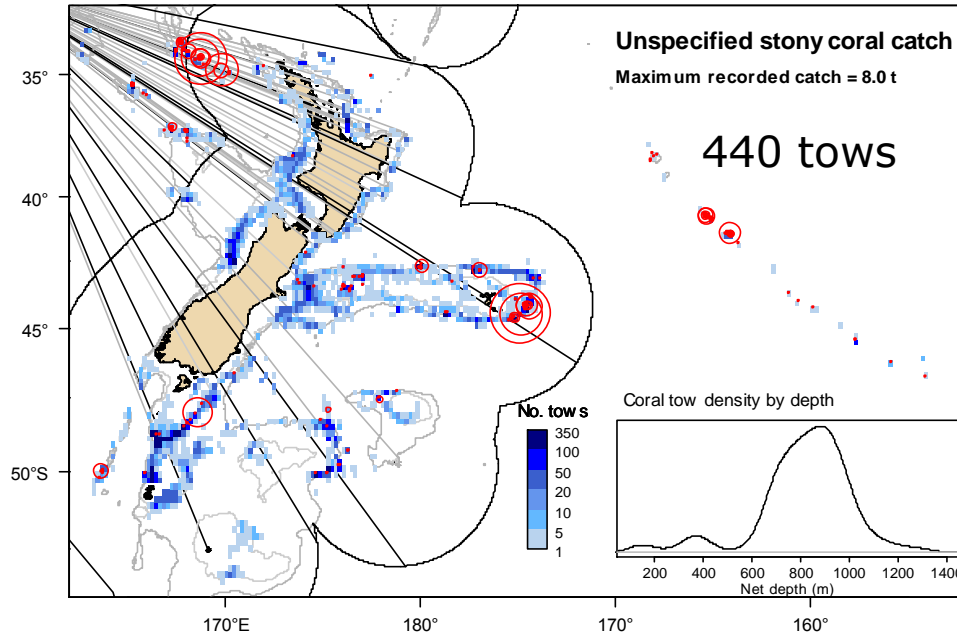 Unspecified stony coral catch
Maximum recorded catch = 8.0 t
440 tows
35°
40°
45°
50°S
170°E
180°
170°
160°
No. tows
350
100
50
20
10
5
1
Coral tow density by depth
200
400
600
800
1000
1200
1400
Net depth (m)